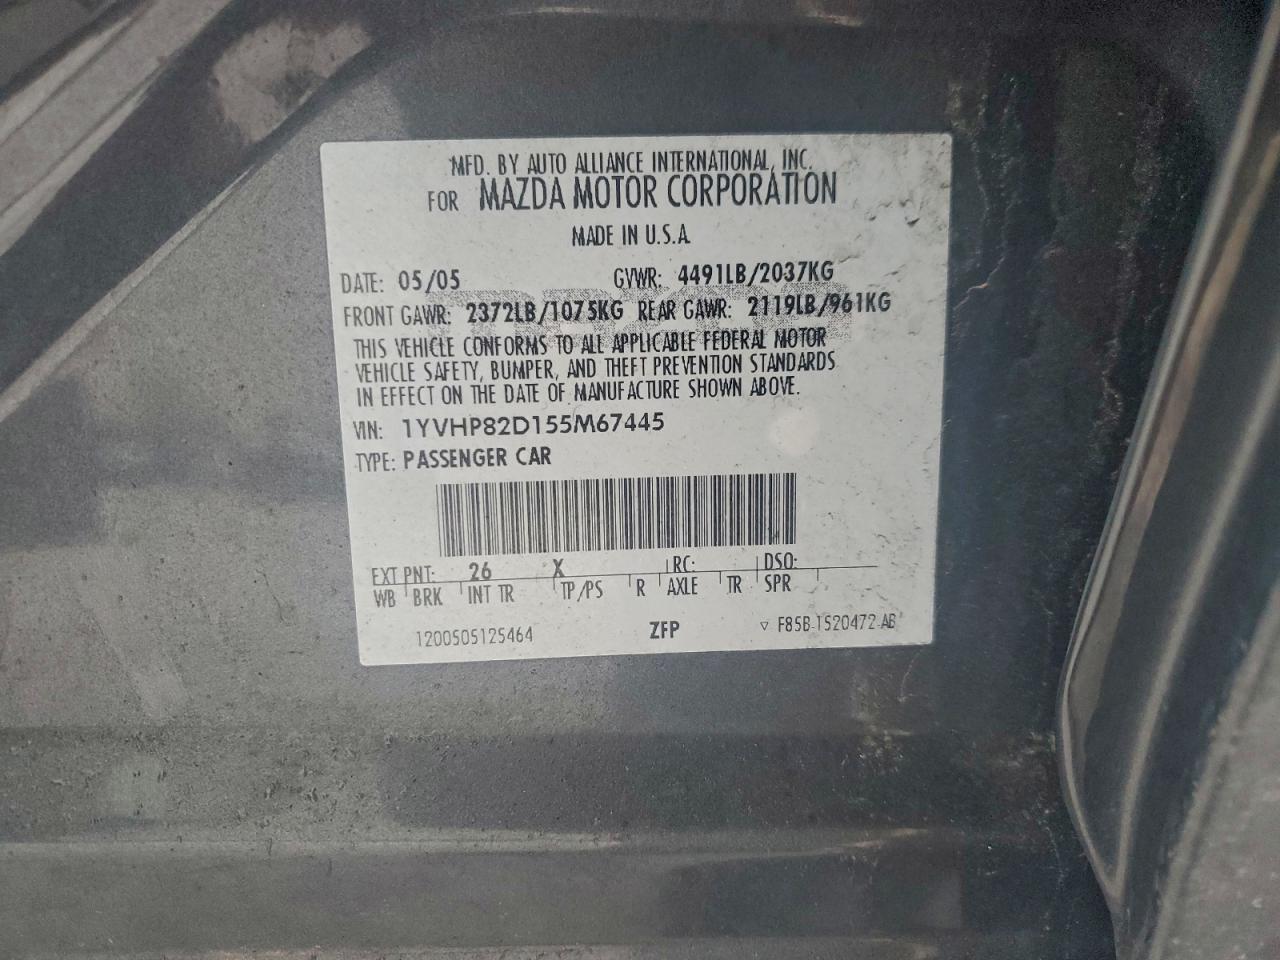 MFD. BY AUTO ALLIANCE INTERNATIONAL, INC.
FOR MAZDA MOTOR CORPORATION
MADE IN U.S.A.
DATE: 05/05 GVWR: 4491LB/2037KG
FRONT GAWR: 2372LB/1075KG REAR GAWR: 2119LB/961KG
THIS VEHICLE CONFORMS TO ALL APPLICABLE FEDERAL MOTOR
VEHICLE SAFETY, BUMPER, AND THEFT PREVENTION STANDARDS
IN EFFECT ON THE DATE OF MANUFACTURE SHOWN ABOVE.
VIN: 1YVHP82D155M67445
TYPE: PASSENGER CAR
EXT PNT: 26 X RC: DSO:
WB BRK INT TR TP/PS R AXLE TR SPR
1200505125464 ZFP ▽ F85B-1520472-AB